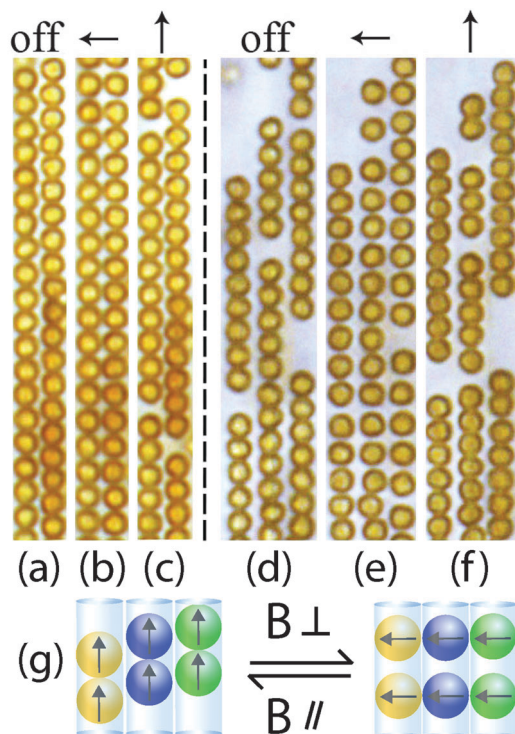 off ← ↑ off ← ↑
(a) (b) (c) (d) (e) (f)
(g) B ⊥
B //